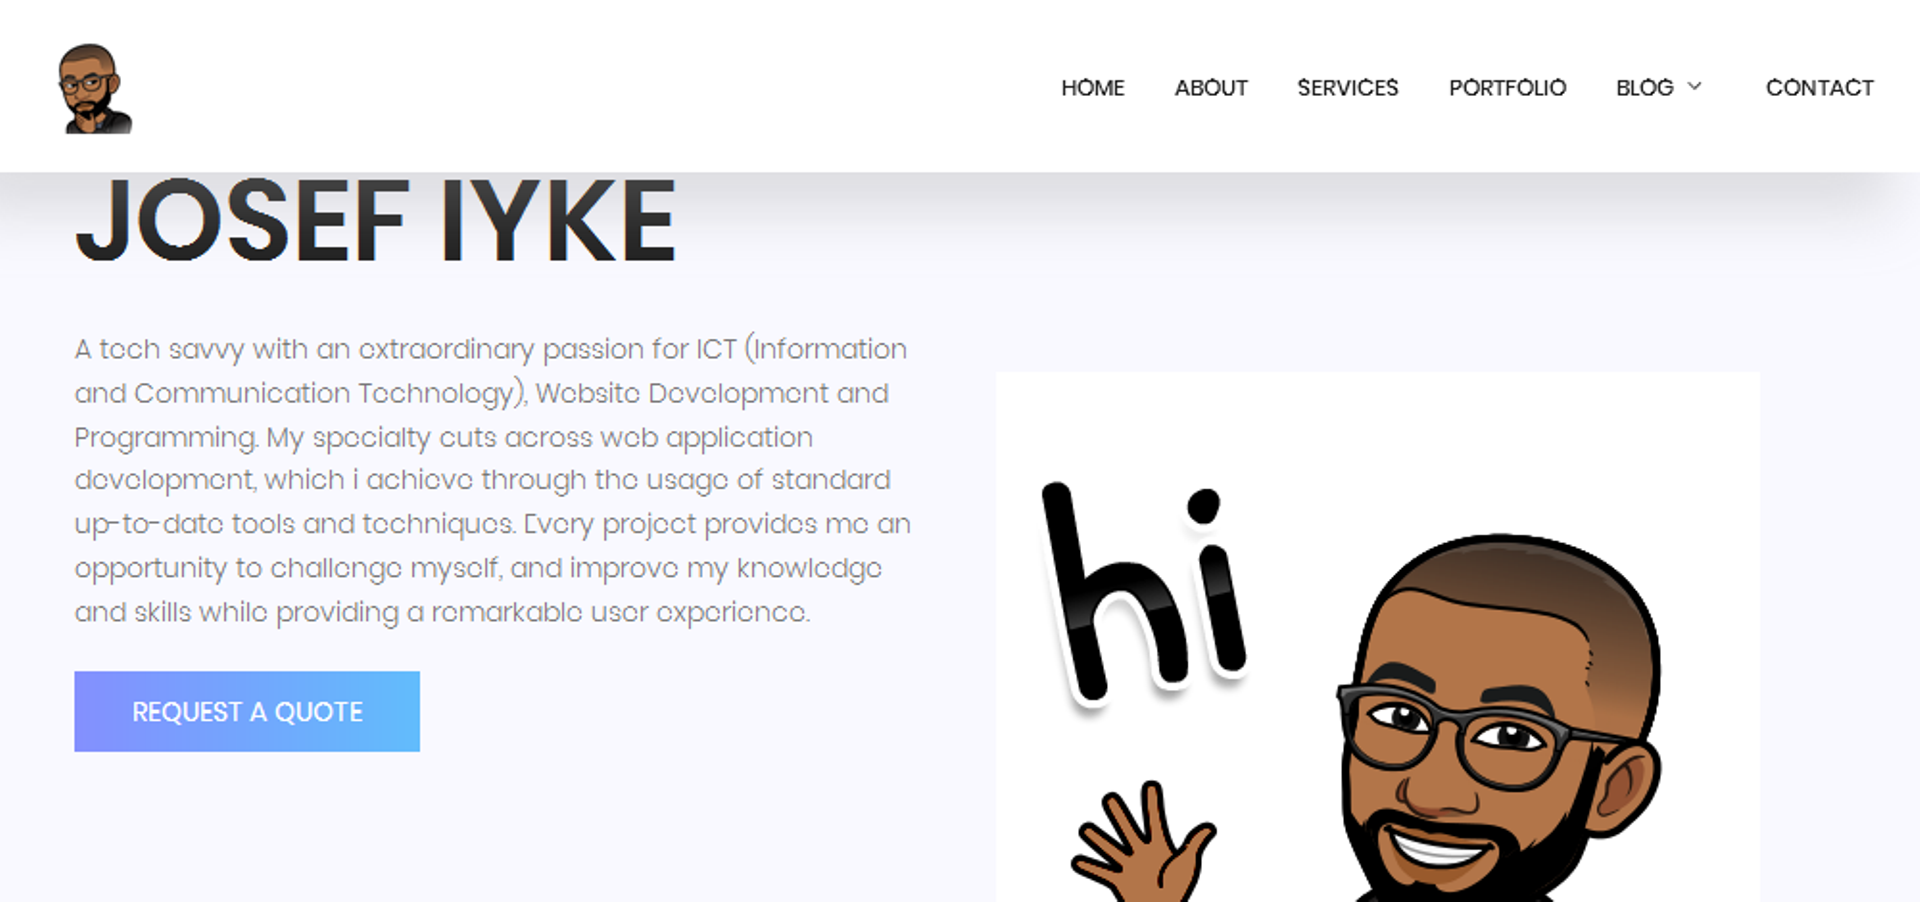 HOME ABOUT SERVICES PORTFOLIO BLOG CONTACT
JOSEF IYKE
A tech savvy with an extraordinary passion for ICT (Information
and Communication Technology), Website Development and
Programming. My specialty cuts across web application
development, which i achieve through the usage of standard
up-to-date tools and techniques. Every project provides me an
opportunity to challenge myself, and improve my knowledge
and skills while providing a remarkable user experience.
REQUEST A QUOTE
hi